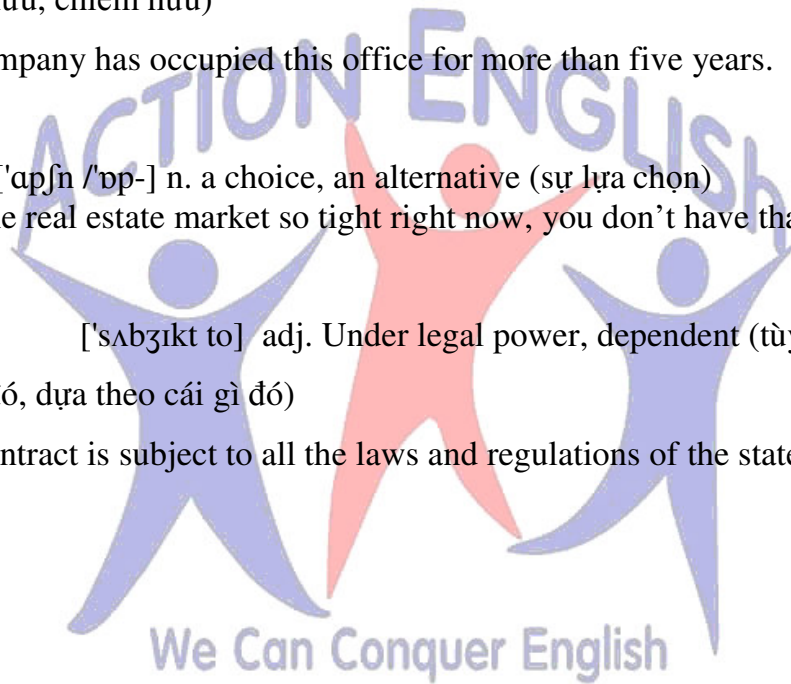 hữu, chiếm hữu)
mpany has occupied this office for more than five years.
ACTION ENGLISH
['ɑpʃn /'ɒp-] n. a choice, an alternative (sự lựa chọn)
e real estate market so tight right now, you don’t have tha
['sʌbʒɪkt to] adj. Under legal power, dependent (tùy
đó, dựa theo cái gì đó)
ntract is subject to all the laws and regulations of the state
We Can Conquer English